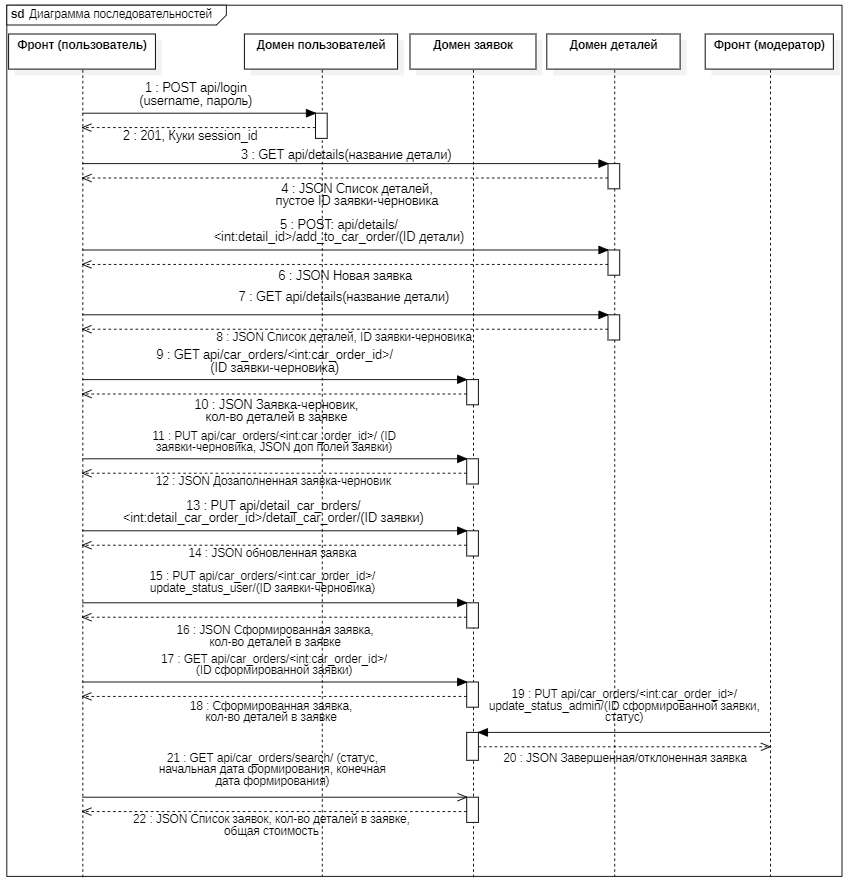 sd Диаграмма последовательностей
Фронт (пользователь)
Домен пользователей
Домен заявок
Домен деталей
Фронт (модератор)
1 : POST api/login
(username, пароль)
2 : 201, Куки session_id
3 : GET api/details(название детали)
4 : JSON Список деталей,
пустое ID заявки-черновика
5 : POST: api/details/
<int:detail_id>/add_to_car_order/(ID детали)
6 : JSON Новая заявка
7 : GET api/details(название детали)
8 : JSON Список деталей, ID заявки-черновика
9 : GET api/car_orders/<int:car_order_id>/
(ID заявки-черновика)
10 : JSON Заявка-черновик,
кол-во деталей в заявке
11 : PUT api/car_orders/<int:car_order_id>/ (ID
заявки-черновика, JSON доп полей заявки)
12 : JSON Дозаполненная заявка-черновик
13 : PUT api/detail_car_orders/
<int:detail_car_order_id>/detail_car_order/(ID заявки)
14 : JSON обновленная заявка
15 : PUT api/car_orders/<int:car_order_id>/
update_status_user/(ID заявки-черновика)
16 : JSON Сформированная заявка,
кол-во деталей в заявке
17 : GET api/car_orders/<int:car_order_id>/
(ID сформированной заявки)
18 : Сформированная заявка,
кол-во деталей в заявке
19 : PUT api/car_orders/<int:car_order_id>/
update_status_admin/(ID сформированной заявки,
статус)
20 : JSON Завершенная/отклоненная заявка
21 : GET api/car_orders/search/ (статус,
начальная дата формирования, конечная
дата формирования)
22 : JSON Список заявок, кол-во деталей в заявке,
общая стоимость